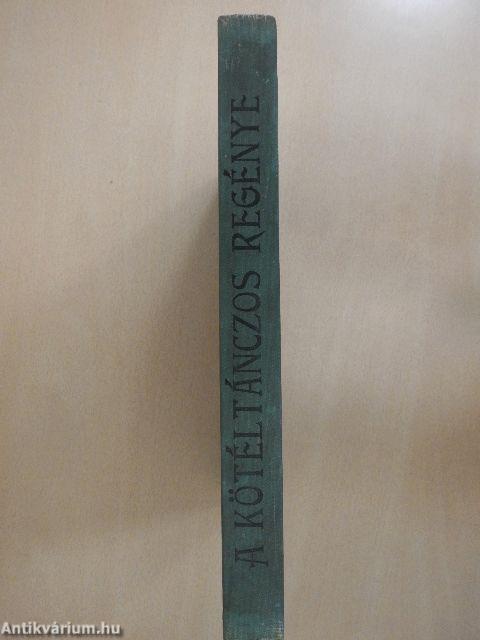 A KÖTÉLTÁNCZOS REGÉNYE
Antikvárium.hu